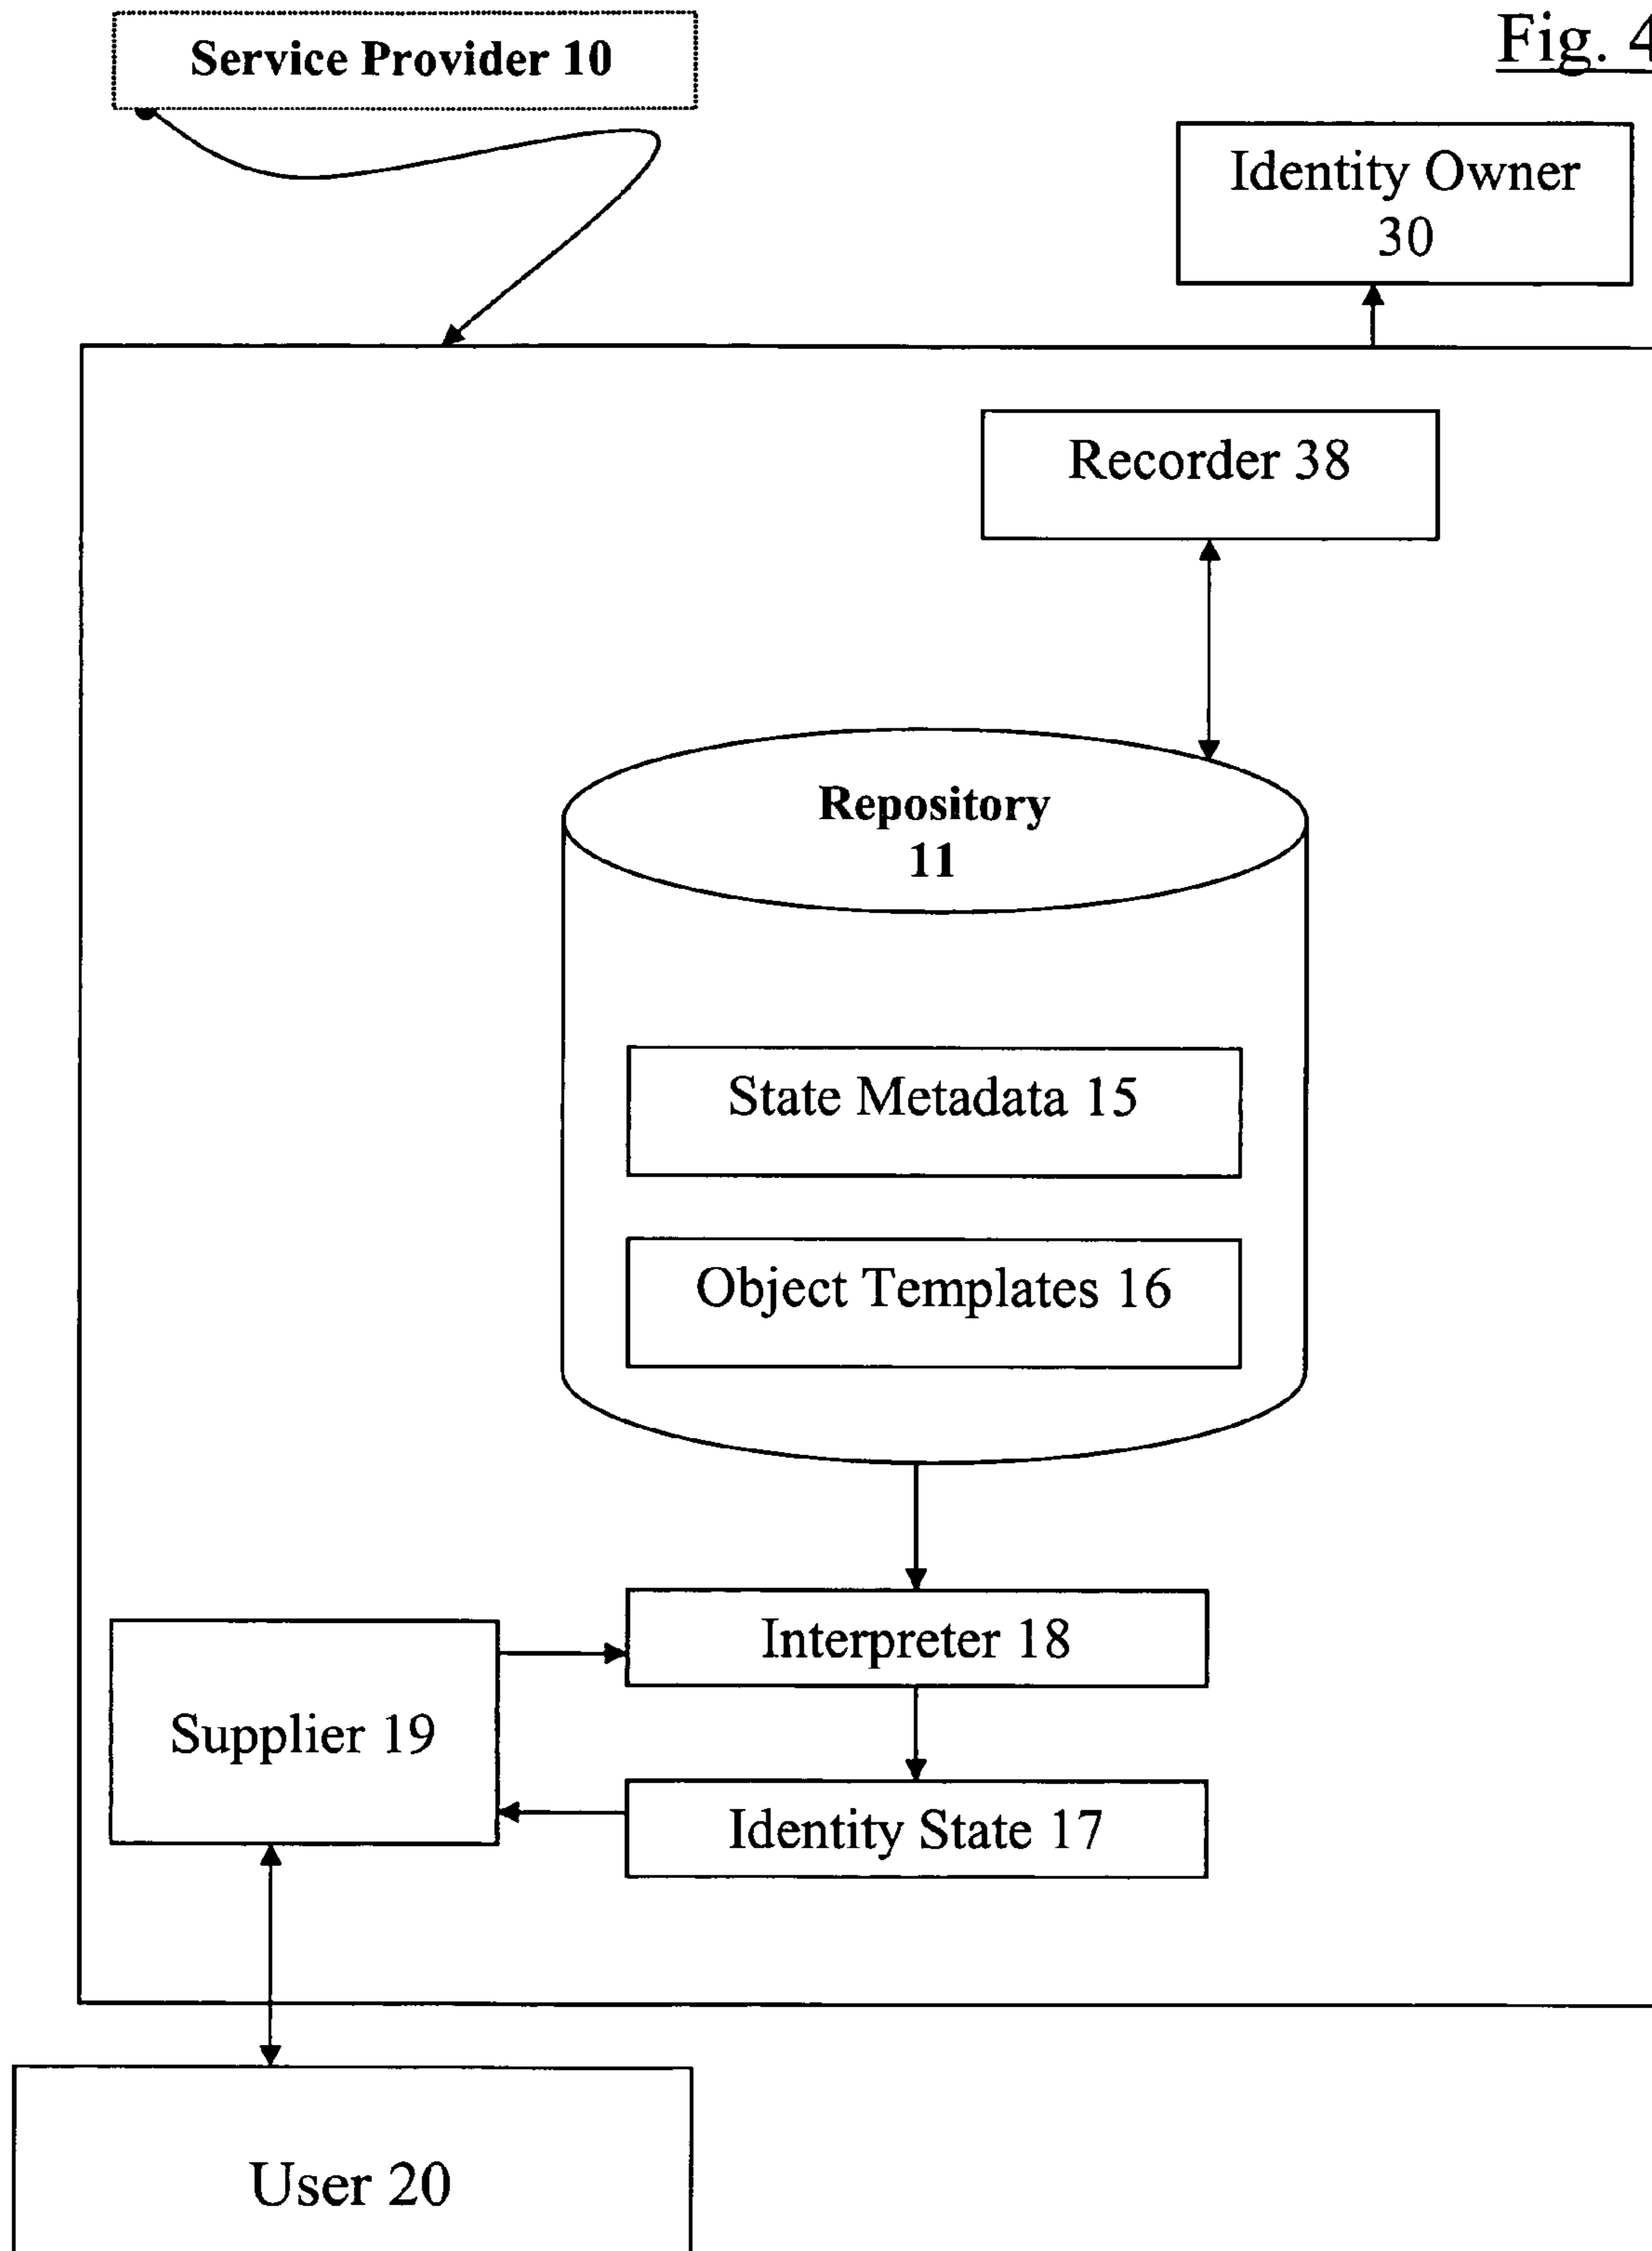 Fig. 4
Service Provider 10
Identity Owner
30
Recorder 38
Repository
11
State Metadata 15
Object Templates 16
Interpreter 18
Supplier 19
Identity State 17
User 20